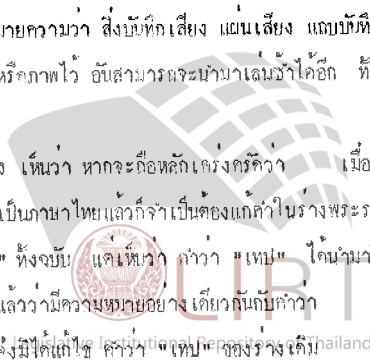 มายความว่า สิ่งบันทึกเสียง แผ่นเสียง แถบบันทึ
หรือภาพไว้ อันสามารถจะนำมาเล่นซ้ำได้อีก ทั
ง เห็นว่า หากจะถือหลักเคร่งครัดว่า เมื่อ
เป็นภาษาไทยแล้วก็จำเป็นต้องแก้คำในร่างพระร
" ทั้งฉบับ แต่เห็นว่า คำว่า "เทป" ได้นำมา
แล้วว่ามีความหมายอย่างเดียวกันกับคำว่า
จึงมิได้แก้ไข คำว่า "เทป" ของร่างเดิม
LIRT
Legislative Institutional Repository of Thailand